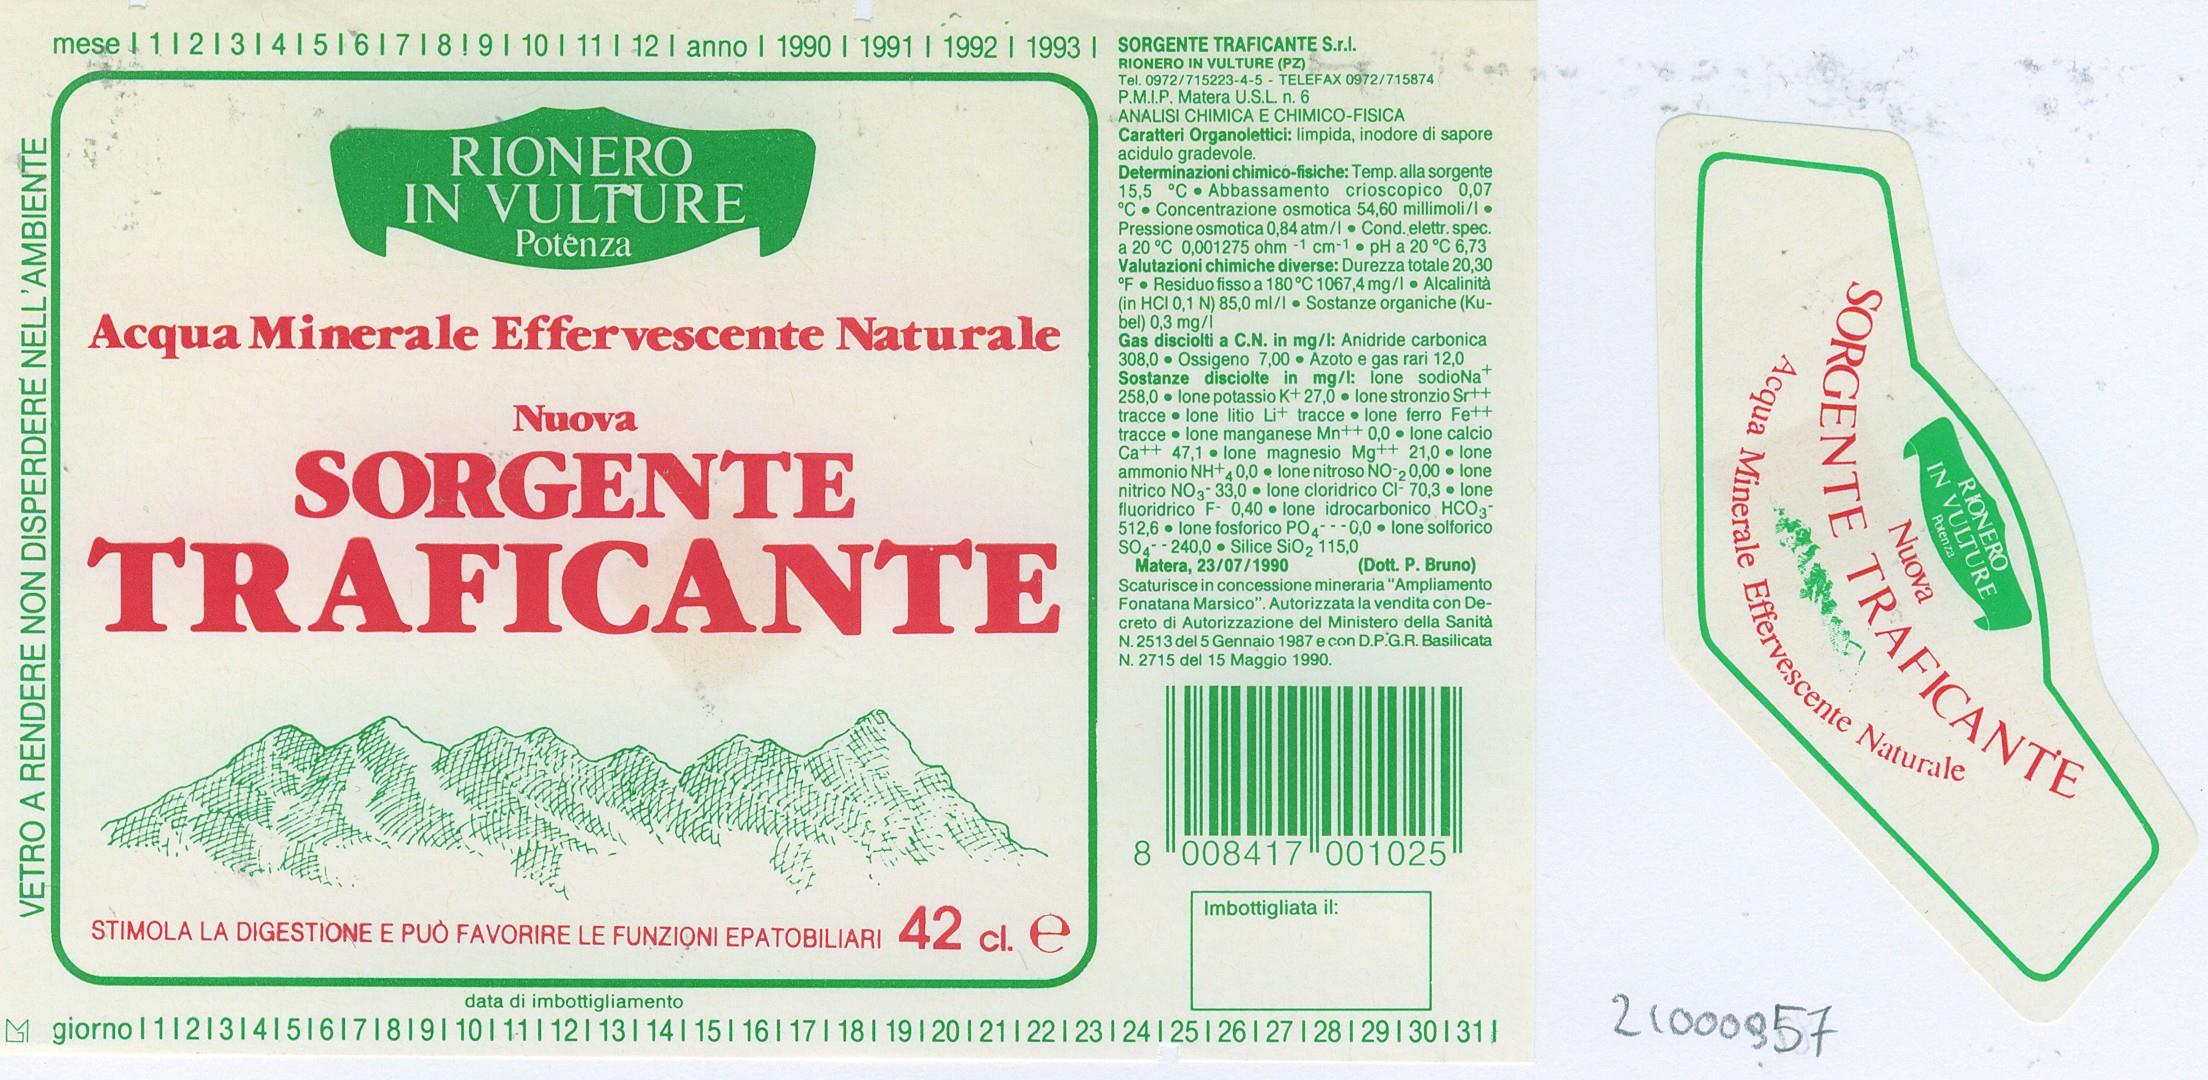 mese | 1 | 2 | 3 | 4 | 5 | 6 | 7 | 8 | 9 | 10 | 11 | 12 | anno | 1990 | 1991 | 1992 | 1993 |
VETRO A RENDERE NON DISPERDERE NELL'AMBIENTE
RIONERO
IN VULTURE
Potenza
Acqua Minerale Effervescente Naturale
Nuova
SORGENTE
TRAFICANTE
STIMOLA LA DIGESTIONE E PUÒ FAVORIRE LE FUNZIONI EPATOBILIARI 42 cl. e
data di imbottigliamento
giorno | 1 | 2 | 3 | 4 | 5 | 6 | 7 | 8 | 9 | 10 | 11 | 12 | 13 | 14 | 15 | 16 | 17 | 18 | 19 | 20 | 21 | 22 | 23 | 24 | 25 | 26 | 27 | 28 | 29 | 30 | 31 |
SORGENTE TRAFICANTE S.r.l.
RIONERO IN VULTURE (PZ)
Tel. 0972/715223-4-5 - TELEFAX 0972/715874
P.M.I.P. Matera U.S.L. n. 6
ANALISI CHIMICA E CHIMICO-FISICA
Caratteri Organolettici: limpida, inodore di sapore
acidulo gradevole.
Determinazioni chimico-fisiche: Temp. alla sorgente
15,5 °C • Abbassamento crioscopico 0,07
°C • Concentrazione osmotica 54,60 millimoli/l •
Pressione osmotica 0,84 atm/l • Cond. elettr. spec.
a 20 °C 0,001275 ohm -1 cm-1 • pH a 20 °C 6,73
Valutazioni chimiche diverse: Durezza totale 20,30
°F • Residuo fisso a 180 °C 1067,4 mg/l • Alcalinità
(in HCl 0,1 N) 85,0 ml/l • Sostanze organiche (Ku-
bel) 0,3 mg/l
Gas disciolti a C.N. in mg/l: Anidride carbonica
308,0 • Ossigeno 7,00 • Azoto e gas rari 12,0
Sostanze disciolte in mg/l: Ione sodioNa+
258,0 • Ione potassio K+ 27,0 • Ione stronzio Sr++
tracce • Ione litio Li+ tracce • Ione ferro Fe++
tracce • Ione manganese Mn++ 0,0 • Ione calcio
Ca++ 47,1 • Ione magnesio Mg++ 21,0 • Ione
ammonio NH+4 0,0 • Ione nitroso NO-2 0,00 • Ione
nitrico NO3- 33,0 • Ione cloridrico Cl- 70,3 • Ione
fluoridrico F- 0,40 • Ione idrocarbonico HCO3-
512,6 • Ione fosforico PO4--- 0,0 • Ione solforico
SO4-- 240,0 • Silice SiO2 115,0
Matera, 23/07/1990 (Dott. P. Bruno)
Scaturisce in concessione mineraria "Ampliamento
Fonatana Marsico". Autorizzata la vendita con De-
creto di Autorizzazione del Ministero della Sanità
N. 2513 del 5 Gennaio 1987 e con D.P.G.R. Basilicata
N. 2715 del 15 Maggio 1990.
8 008417 001025
Imbottigliata il:
RIONERO
IN VULTURE
Potenza
Nuova
SORGENTE TRAFICANTE
Acqua Minerale Effervescente Naturale
21000957